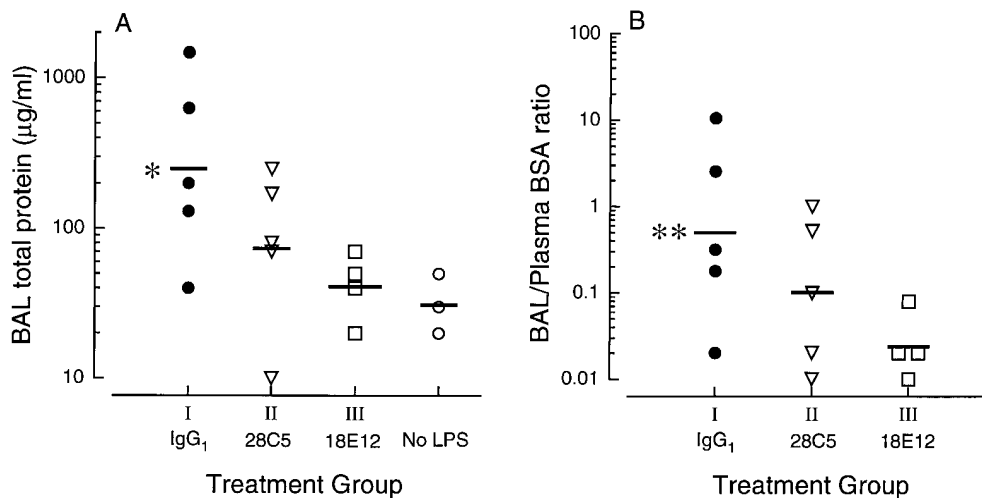 A
BAL total protein (μg/ml)
1000
100
10
*
I
II
III
IgG1
28C5
18E12
No LPS
Treatment Group
B
BAL/Plasma BSA ratio
100
10
1
0.1
0.01
**
I
II
III
IgG1
28C5
18E12
Treatment Group